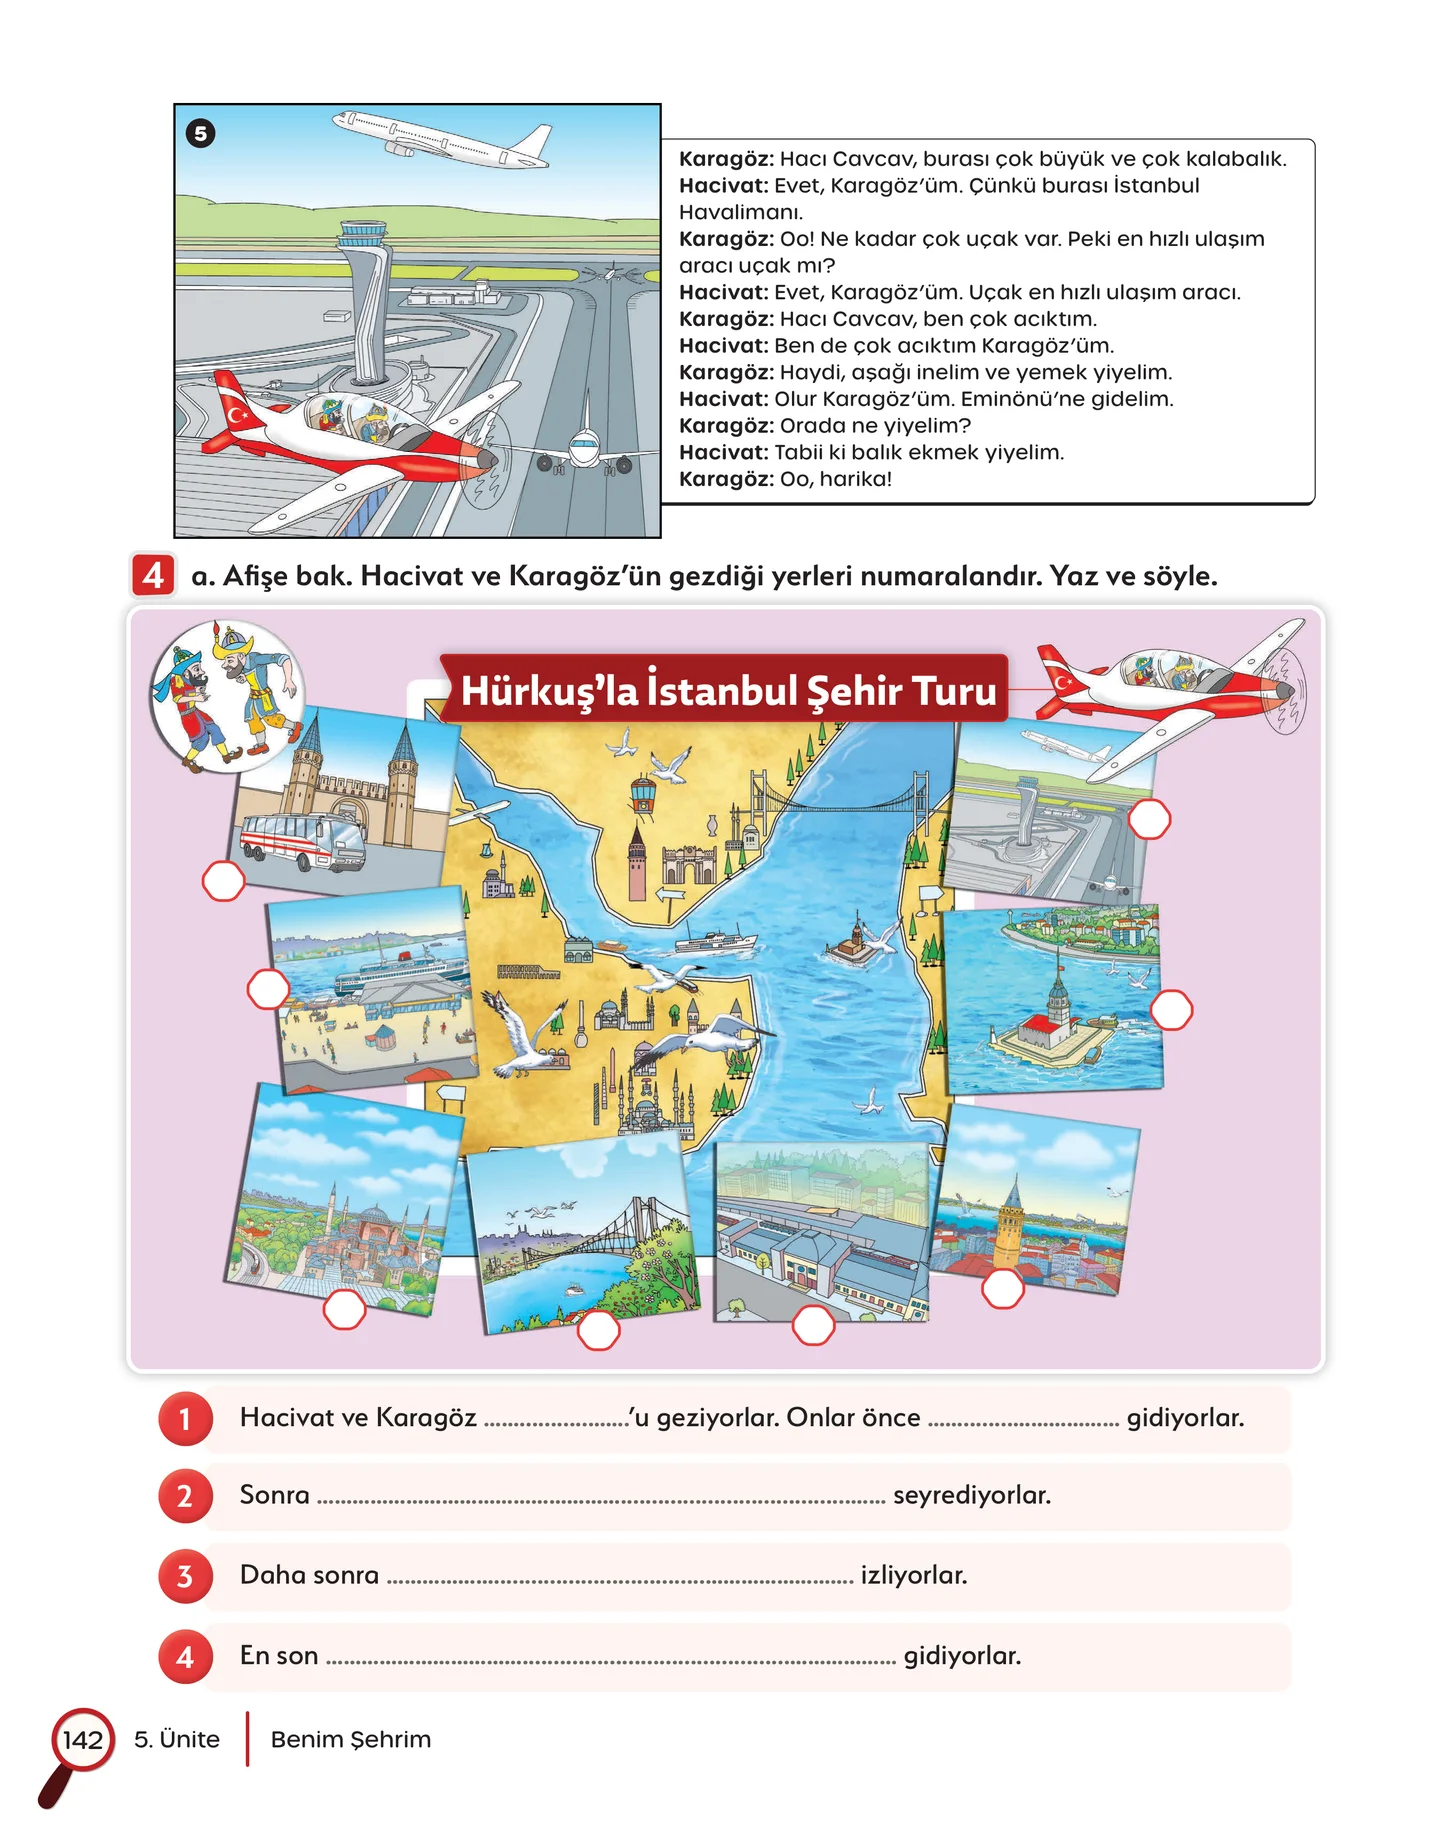 5
Karagöz: Hacı Cavcav, burası çok büyük ve çok kalabalık.
Hacivat: Evet, Karagöz'üm. Çünkü burası İstanbul
Havalimanı.
Karagöz: Oo! Ne kadar çok uçak var. Peki en hızlı ulaşım
aracı uçak mı?
Hacivat: Evet, Karagöz'üm. Uçak en hızlı ulaşım aracı.
Karagöz: Hacı Cavcav, ben çok acıktım.
Hacivat: Ben de çok acıktım Karagöz'üm.
Karagöz: Haydi, aşağı inelim ve yemek yiyelim.
Hacivat: Olur Karagöz'üm. Eminönü'ne gidelim.
Karagöz: Orada ne yiyelim?
Hacivat: Tabii ki balık ekmek yiyelim.
Karagöz: Oo, harika!
4 a. Afişe bak. Hacivat ve Karagöz'ün gezdiği yerleri numaralandır. Yaz ve söyle.
Hürkuş'la İstanbul Şehir Turu
1 Hacivat ve Karagöz ........................'u geziyorlar. Onlar önce ................................ gidiyorlar.
2 Sonra ................................................................................................ seyrediyorlar.
3 Daha sonra .............................................................................. izliyorlar.
4 En son ................................................................................................ gidiyorlar.
142 5. Ünite | Benim Şehrim